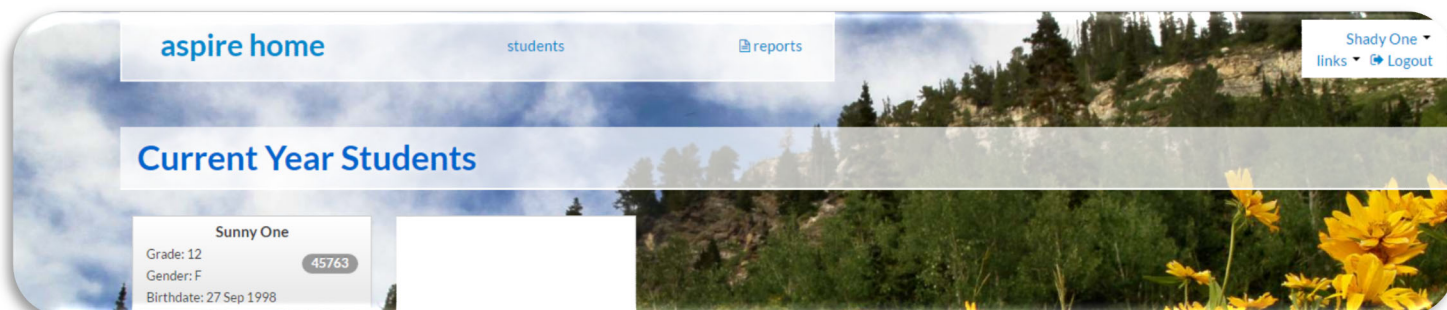 aspire home
students
reports
Shady One
links Logout
Current Year Students
Sunny One
Grade: 12
45763
Gender: F
Birthdate: 27 Sep 1998